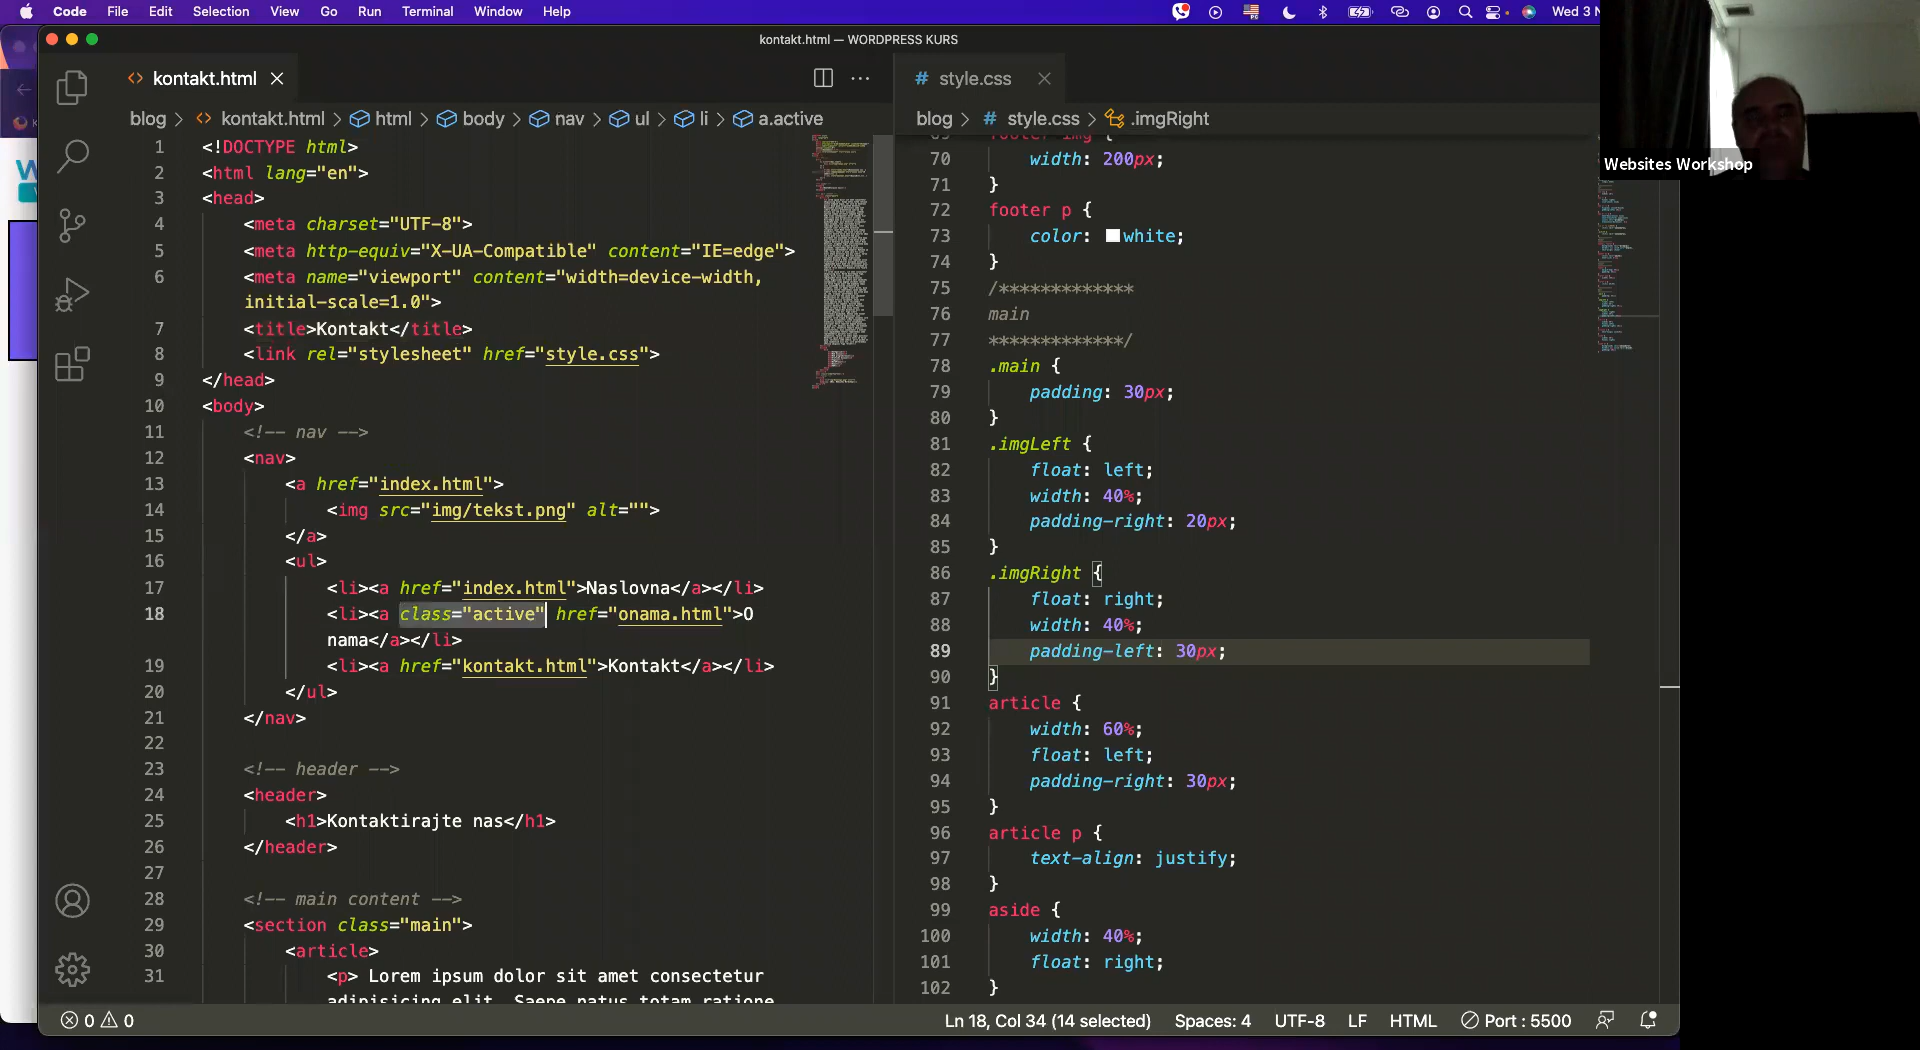 Code File Edit Selection View Go Run Terminal Window Help
Wed 3 N
kontakt.html — WORDPRESS KURS
Websites Workshop
kontakt.html
blog > kontakt.html > html > body > nav > ul > li > a.active
1 <!DOCTYPE html>
2 <html lang="en">
3 <head>
4 <meta charset="UTF-8">
5 <meta http-equiv="X-UA-Compatible" content="IE=edge">
6 <meta name="viewport" content="width=device-width,
initial-scale=1.0">
7 <title>Kontakt</title>
8 <link rel="stylesheet" href="style.css">
9 </head>
10 <body>
11 <!-- nav -->
12 <nav>
13 <a href="index.html">
14 <img src="img/tekst.png" alt="">
15 </a>
16 <ul>
17 <li><a href="index.html">Naslovna</a></li>
18 <li><a class="active" href="onama.html">O
nama</a></li>
19 <li><a href="kontakt.html">Kontakt</a></li>
20 </ul>
21 </nav>
22
23 <!-- header -->
24 <header>
25 <h1>Kontaktirajte nas</h1>
26 </header>
27
28 <!-- main content -->
29 <section class="main">
30 <article>
31 <p> Lorem ipsum dolor sit amet consectetur
adipisicing elit. Saepe natus totam ratione
# style.css
blog > # style.css > .imgRight
69 footer img {
70 width: 200px;
71 }
72 footer p {
73 color: white;
74 }
75 /*************
76 main
77 *************/
78 .main {
79 padding: 30px;
80 }
81 .imgLeft {
82 float: left;
83 width: 40%;
84 padding-right: 20px;
85 }
86 .imgRight {
87 float: right;
88 width: 40%;
89 padding-left: 30px;
90 }
91 article {
92 width: 60%;
93 float: left;
94 padding-right: 30px;
95 }
96 article p {
97 text-align: justify;
98 }
99 aside {
100 width: 40%;
101 float: right;
102 }
0 0
Ln 18, Col 34 (14 selected) Spaces: 4 UTF-8 LF HTML Port : 5500